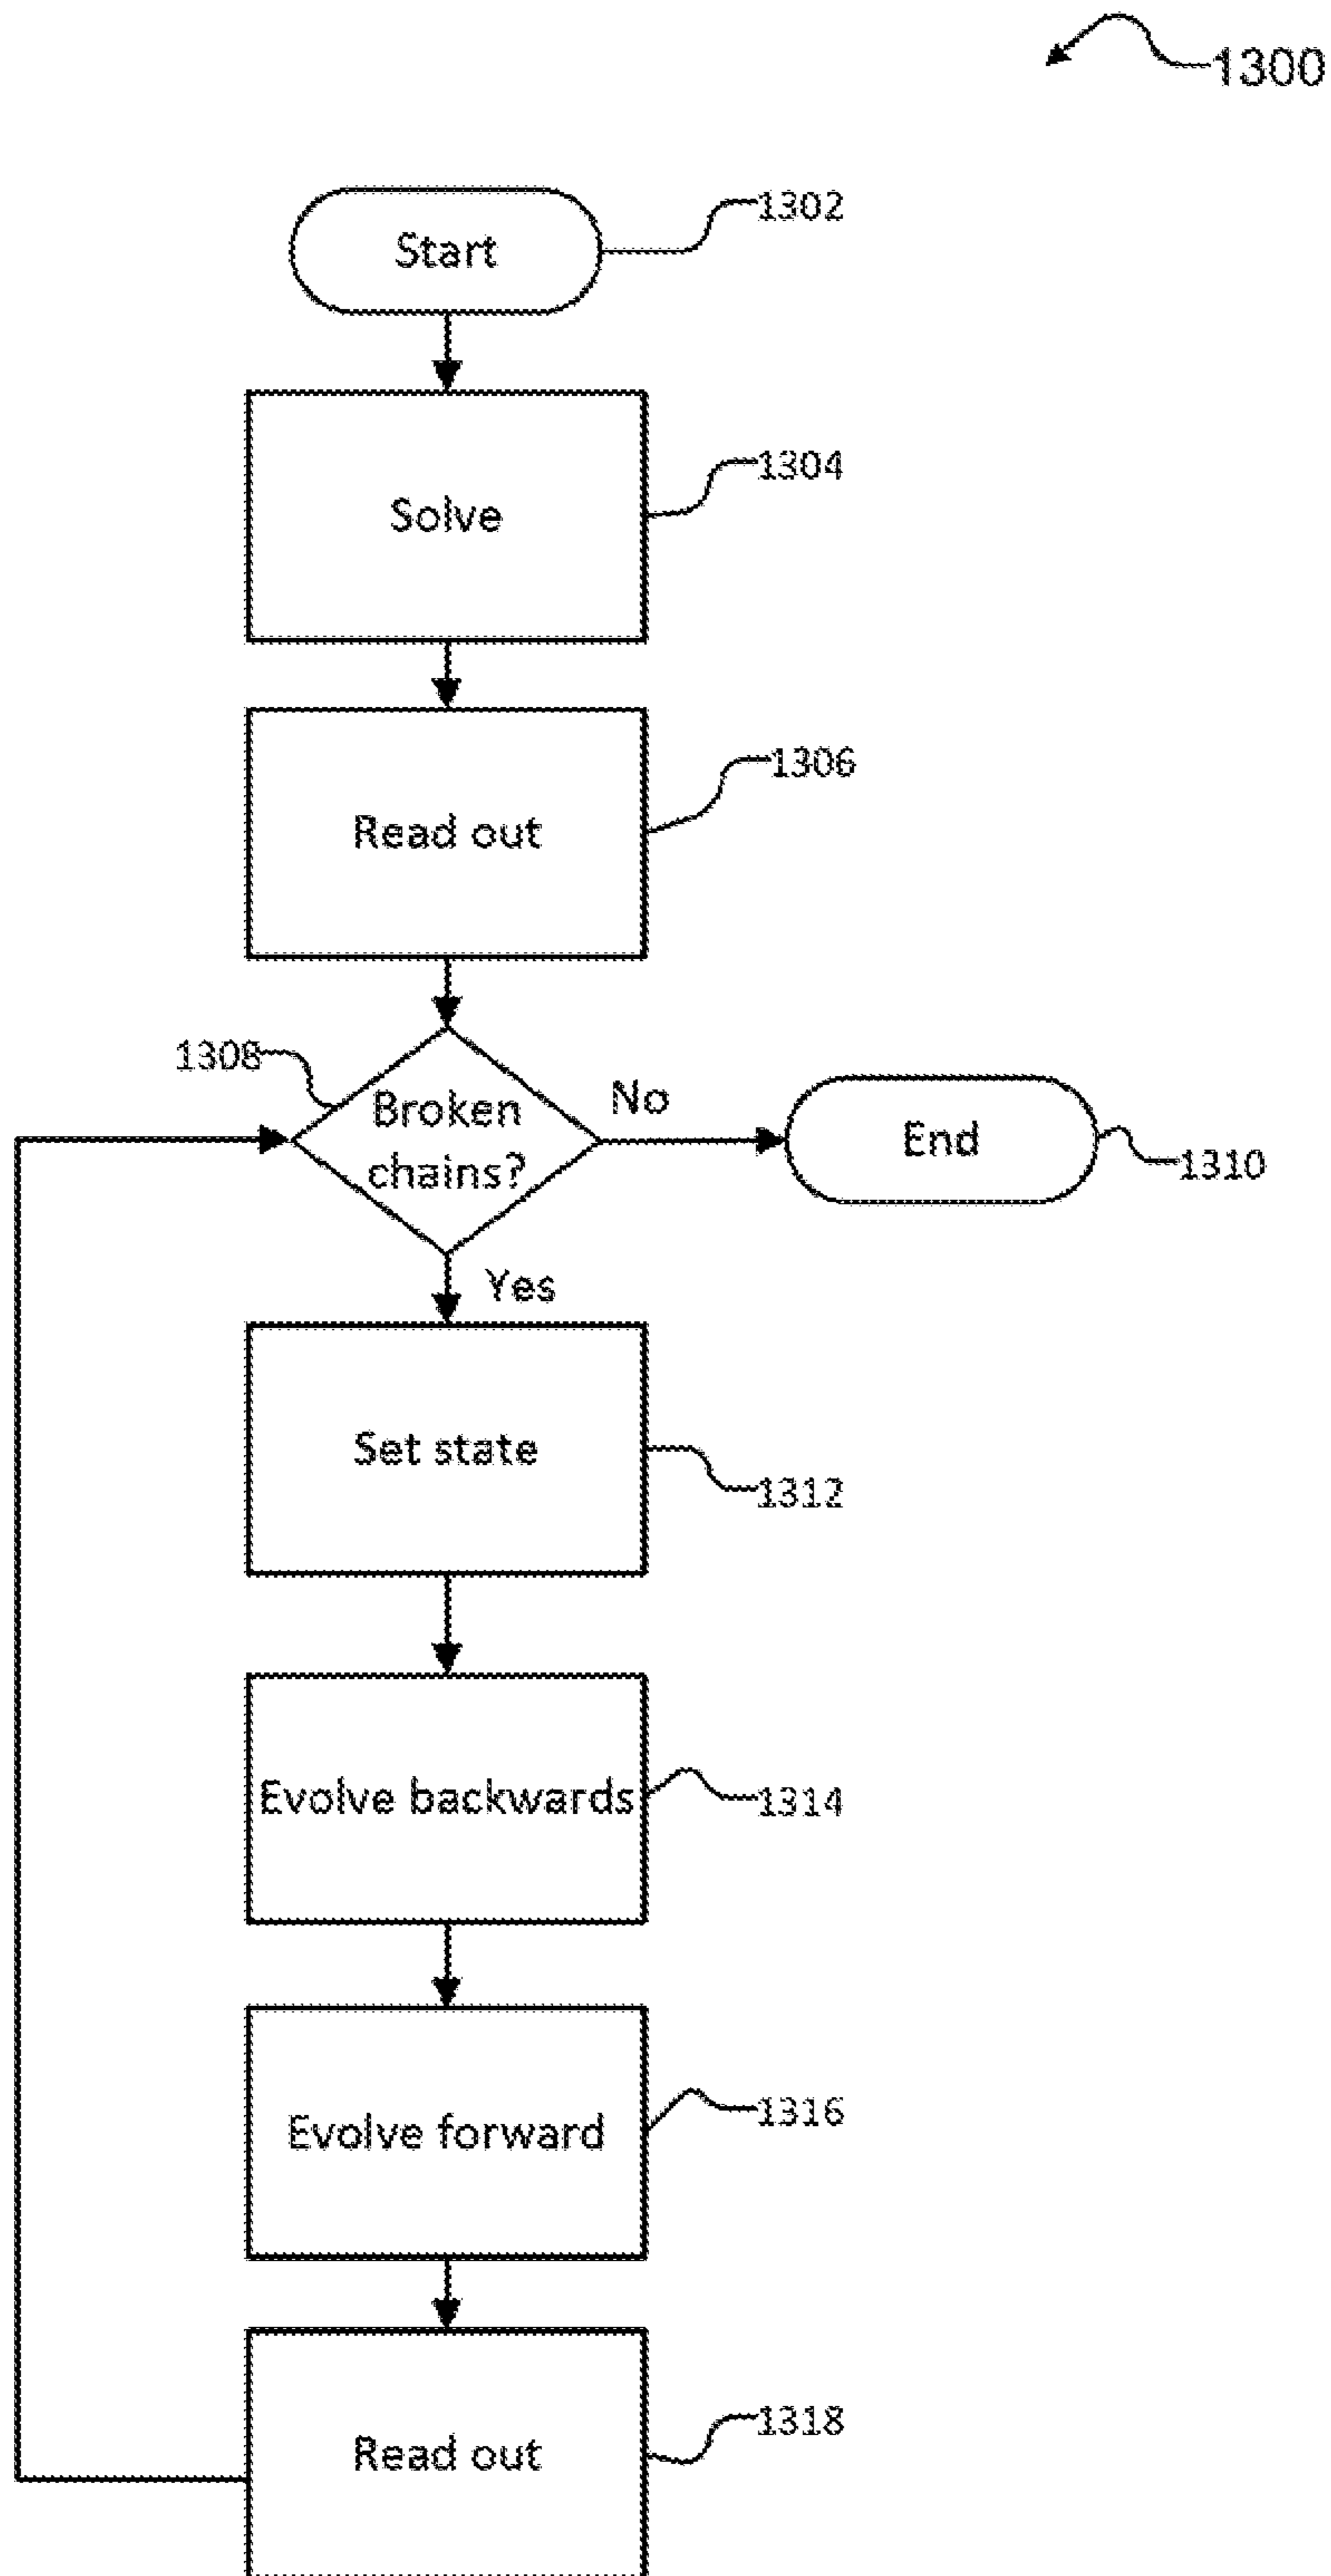 1300
Start
1302
Solve
1304
Read out
1306
1308
Broken
chains?
No
End
1310
Yes
Set state
1312
Evolve backwards
1314
Evolve forward
1316
Read out
1318